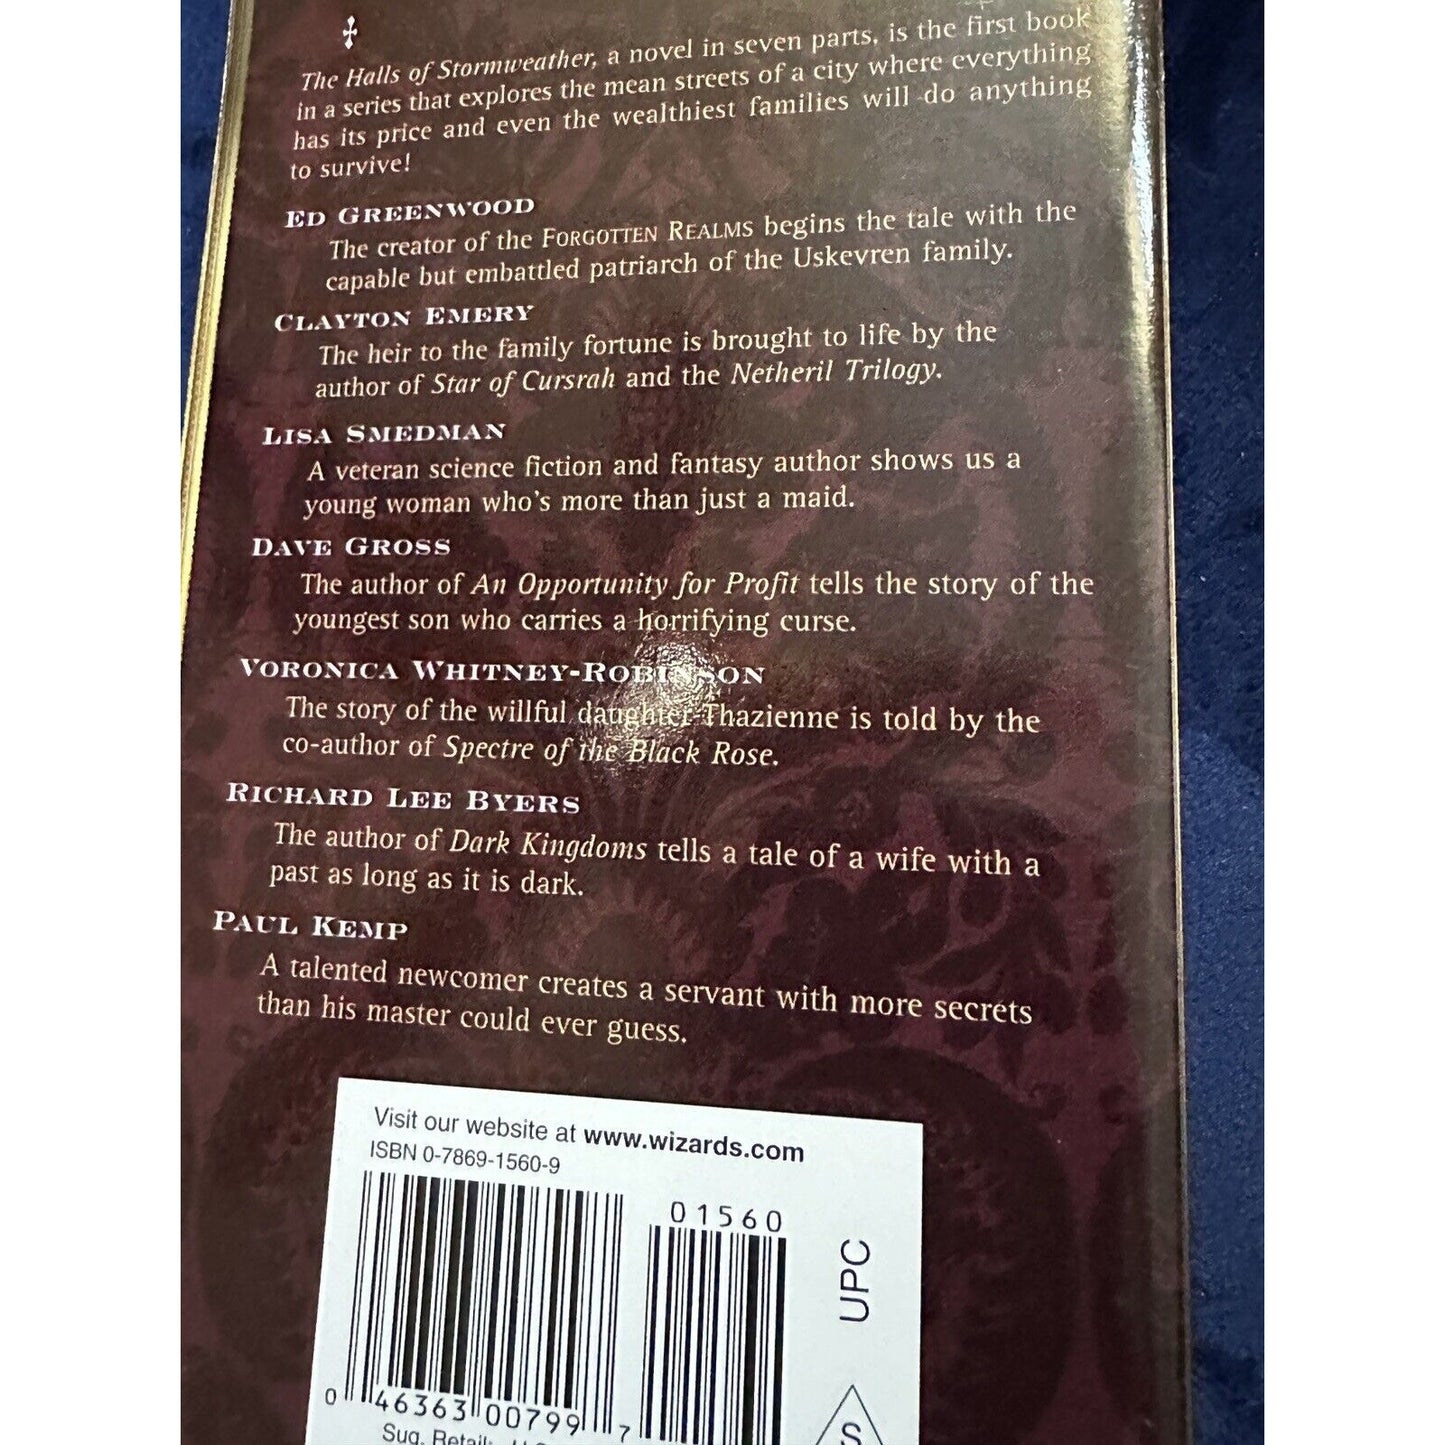 The Halls of Stormweather, a novel in seven parts, is the first book
in a series that explores the mean streets of a city where everything
has its price and even the wealthiest families will do anything
to survive!
ED GREENWOOD
The creator of the FORGOTTEN REALMS begins the tale with the
capable but embattled patriarch of the Uskevren family.
CLAYTON EMERY
The heir to the family fortune is brought to life by the
author of Star of Cursrah and the Netheril Trilogy.
LISA SMEDMAN
A veteran science fiction and fantasy author shows us a
young woman who's more than just a maid.
DAVE GROSS
The author of An Opportunity for Profit tells the story of the
youngest son who carries a horrifying curse.
VORONICA WHITNEY-ROBINSON
The story of the willful daughter Thazienne is told by the
co-author of Spectre of the Black Rose.
RICHARD LEE BYERS
The author of Dark Kingdoms tells a tale of a wife with a
past as long as it is dark.
PAUL KEMP
A talented newcomer creates a servant with more secrets
than his master could ever guess.
Visit our website at www.wizards.com
ISBN 0-7869-1560-9
01560
UPC
0 46363 00799 7
S
Sug. Retail: